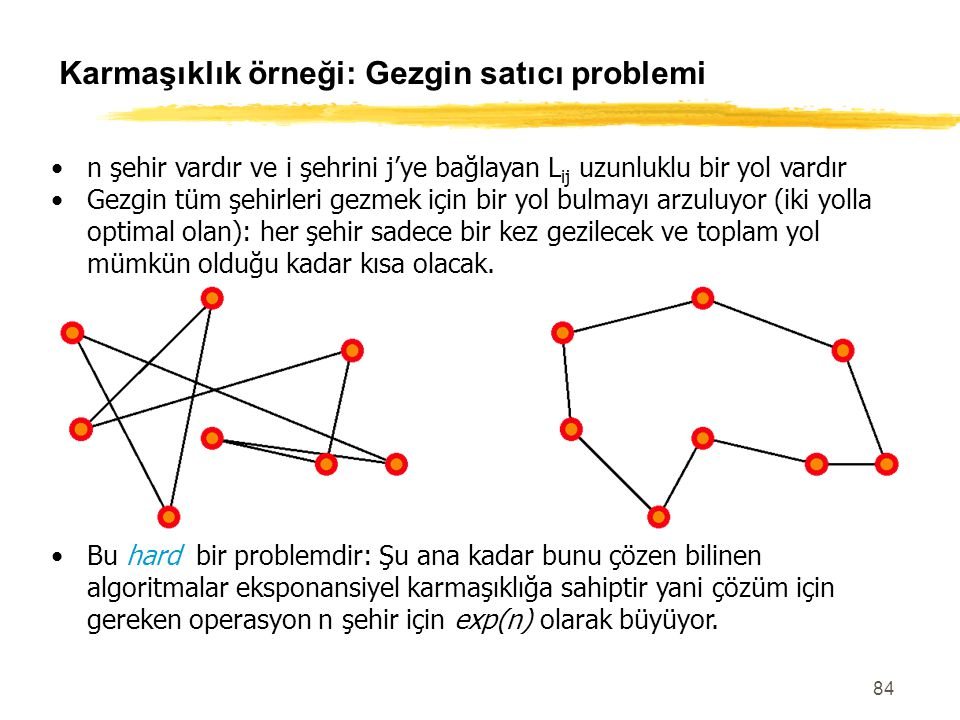 Karmaşıklık örneği: Gezgin satıcı problemi
• n şehir vardır ve i şehrini j’ye bağlayan Lij uzunluklu bir yol vardır
• Gezgin tüm şehirleri gezmek için bir yol bulmayı arzuluyor (iki yolla
optimal olan): her şehir sadece bir kez gezilecek ve toplam yol
mümkün olduğu kadar kısa olacak.
• Bu hard bir problemdir: Şu ana kadar bunu çözen bilinen
algoritmalar eksponansiyel karmaşıklığa sahiptir yani çözüm için
gereken operasyon n şehir için exp(n) olarak büyüyor.
84